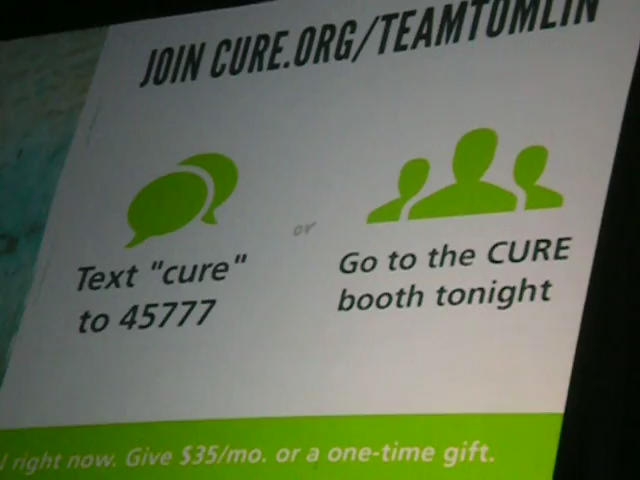 JOIN CURE.ORG/TEAMTOMLIN
Text "cure"
to 45777
or
Go to the CURE
booth tonight
right now. Give $35/mo. or a one-time gift.